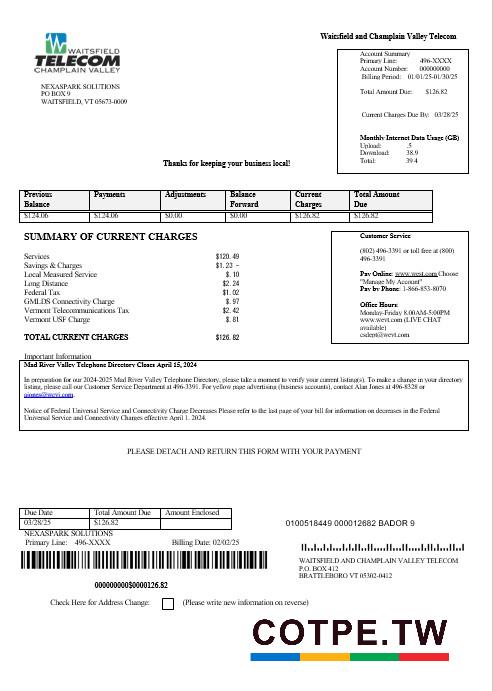 Waitsfield and Champlain Valley Telecom
WAITSFIELD
TELECOM
CHAMPLAIN VALLEY
Account Summary
Primary Line: 496-XXXX
Account Number: 000000000
Billing Period: 01/01/25-01/30/25
Total Amount Due: $126.82
Current Charges Due By: 03/28/25
Monthly Internet Data Usage (GB)
Upload: .5
Download: 38.9
Total: 39.4
NEXASPARK SOLUTIONS
PO BOX 9
WAITSFIELD, VT 05673-0009
Thanks for keeping your business local!
Previous Balance Payments Adjustments Balance Forward Current Charges Total Amount Due
$124.06 $124.06 $0.00 $0.00 $126.82 $126.82
SUMMARY OF CURRENT CHARGES
Services $120.49
Savings & Charges $1.23 -
Local Measured Service $.10
Long Distance $2.24
Federal Tax $1.02
GMLDS Connectivity Charge $.97
Vermont Telecommunications Tax $2.42
Vermont USF Charge $.81
TOTAL CURRENT CHARGES $126.82
Customer Service
(802) 496-3391 or toll free at (800)
496-3391
Pay Online: www.wcvt.com Choose
"Manage My Account"
Pay by Phone: 1-866-853-8070
Office Hours:
Monday-Friday 8:00AM-5:00PM
www.wcvt.com (LIVE CHAT
available)
csdept@wcvt.com
Important Information
Mad River Valley Telephone Directory Closes April 15, 2024
In preparation for our 2024-2025 Mad River Valley Telephone Directory, please take a moment to verify your current listing(s). To make a change in your directory
listing, please call our Customer Service Department at 496-3391. For yellow page advertising (business accounts), contact Alan Jones at 496-8328 or
ajones@wcvt.com.
Notice of Federal Universal Service and Connectivity Charge Decreases Please refer to the last page of your bill for information on decreases in the Federal
Universal Service and Connectivity Charges effective April 1, 2024.
PLEASE DETACH AND RETURN THIS FORM WITH YOUR PAYMENT
Due Date Total Amount Due Amount Enclosed
03/28/25 $126.82
NEXASPARK SOLUTIONS
Primary Line: 496-XXXX Billing Date: 02/02/25
0100518449 000012682 BADOR 9
WAITSFIELD AND CHAMPLAIN VALLEY TELECOM
P.O. BOX 412
BRATTLEBORO VT 05302-0412
000000000$0000126.82
Check Here for Address Change: (Please write new information on reverse)
COTPE.TW